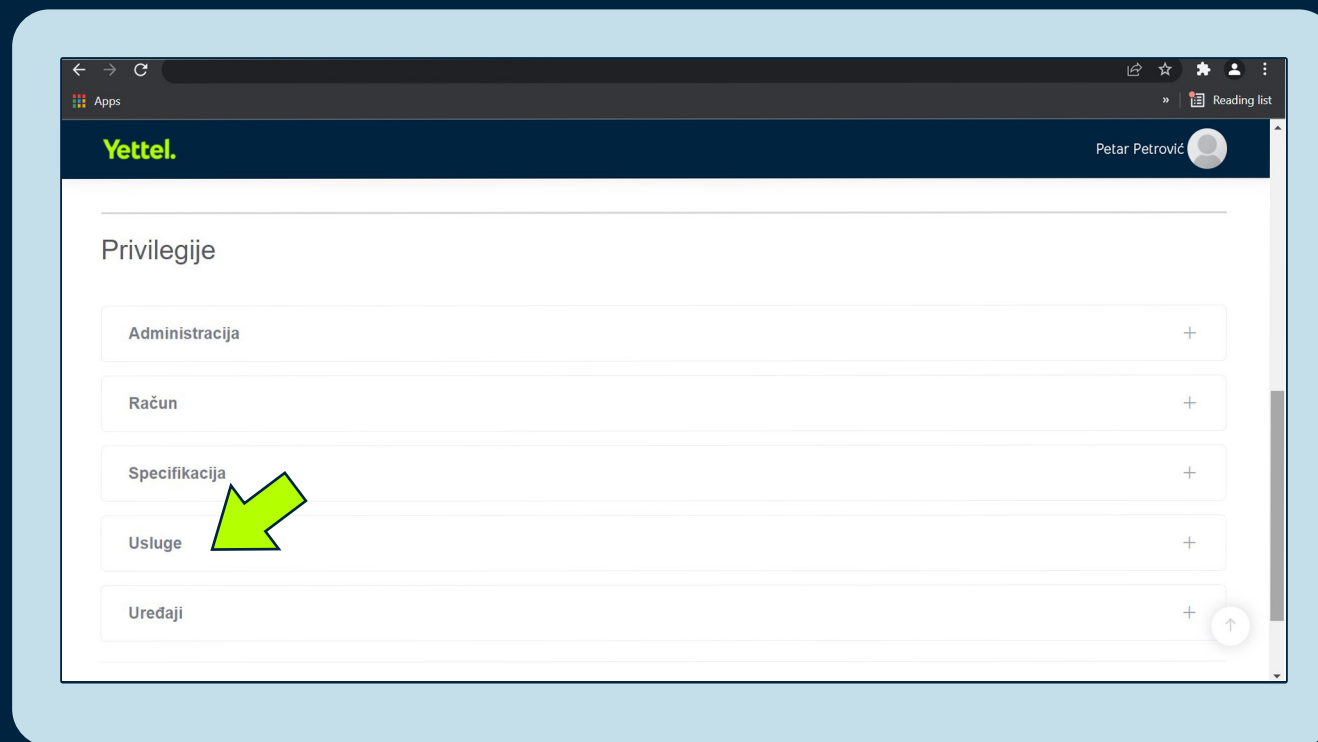 Apps
» Reading list
Yettel.
Petar Petrović
Privilegije
Administracija
Račun
Specifikacija
Usluge
Uređaji